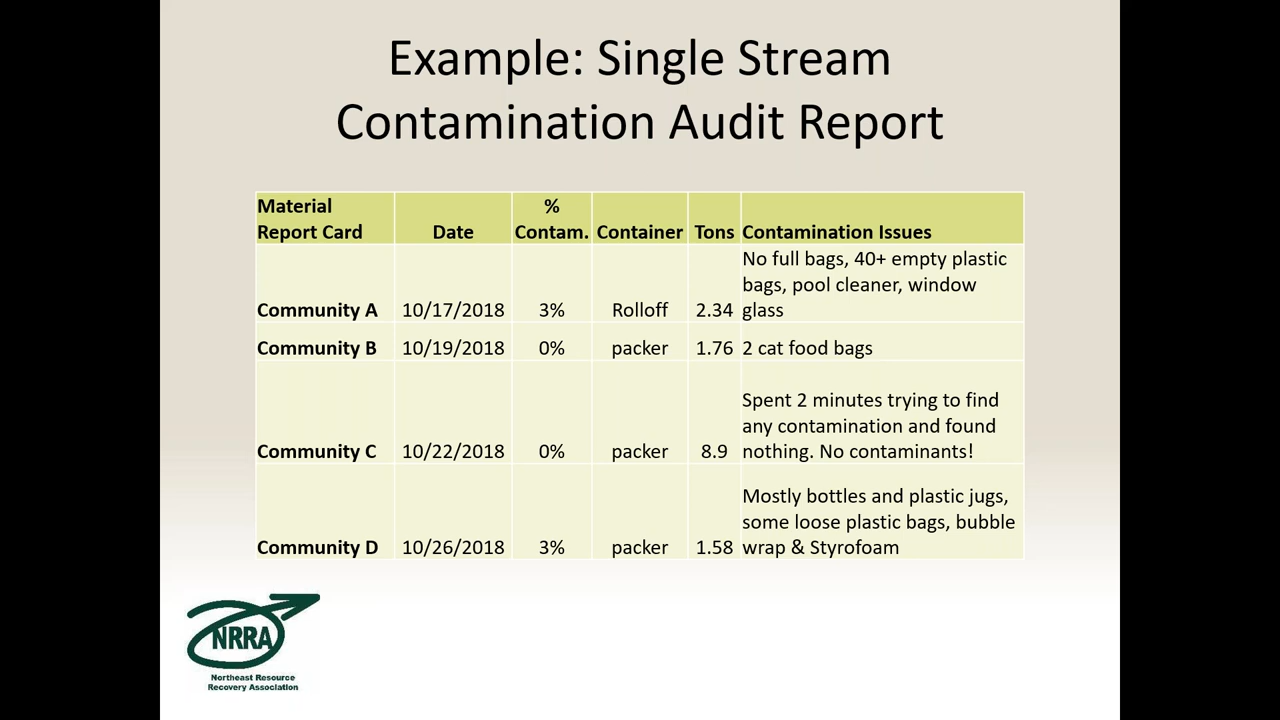 Example: Single Stream
Contamination Audit Report
Material
Report Card
Date
%
Contam.
Container
Tons
Contamination Issues
Community A
10/17/2018
3%
Rolloff
2.34
No full bags, 40+ empty plastic
bags, pool cleaner, window
glass
Community B
10/19/2018
0%
packer
1.76
2 cat food bags
Community C
10/22/2018
0%
packer
8.9
Spent 2 minutes trying to find
any contamination and found
nothing. No contaminants!
Community D
10/26/2018
3%
packer
1.58
Mostly bottles and plastic jugs,
some loose plastic bags, bubble
wrap & Styrofoam
NRRA
Northeast Resource
Recovery Association